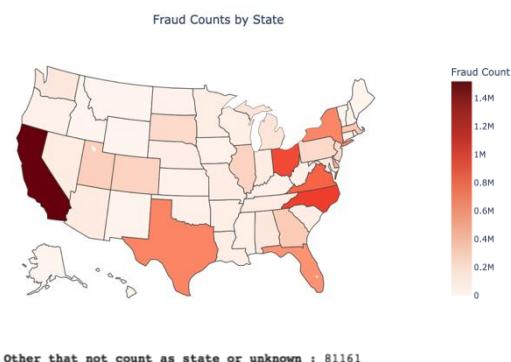 Fraud Counts by State
Fraud Count
1.4M
1.2M
1M
0.8M
0.6M
0.4M
0.2M
0
Other that not count as state or unknown : 81161